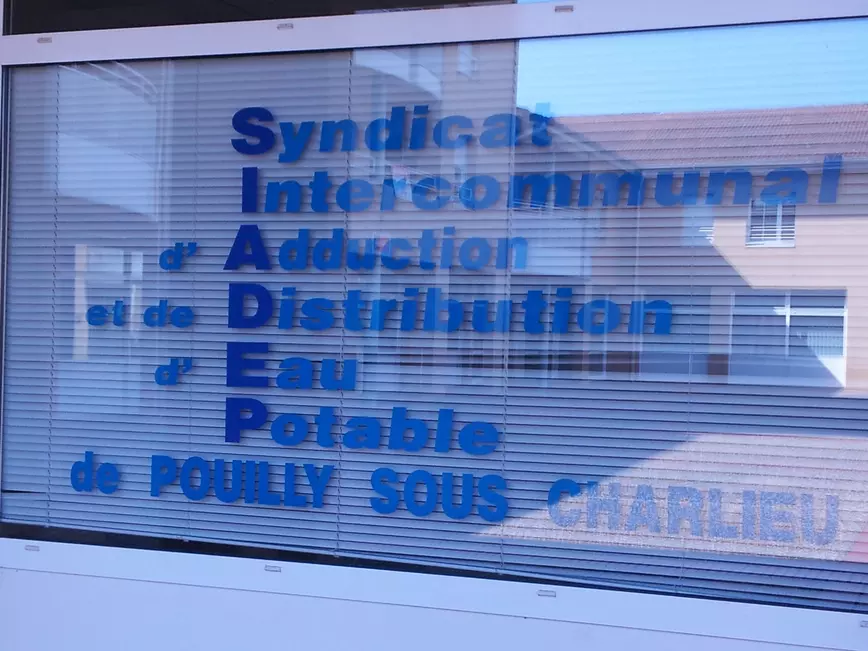 Syndicat
Intercommunal
d' Adduction
et de Distribution
d' Eau
Potable
de POUILLY SOUS CHARLIEU